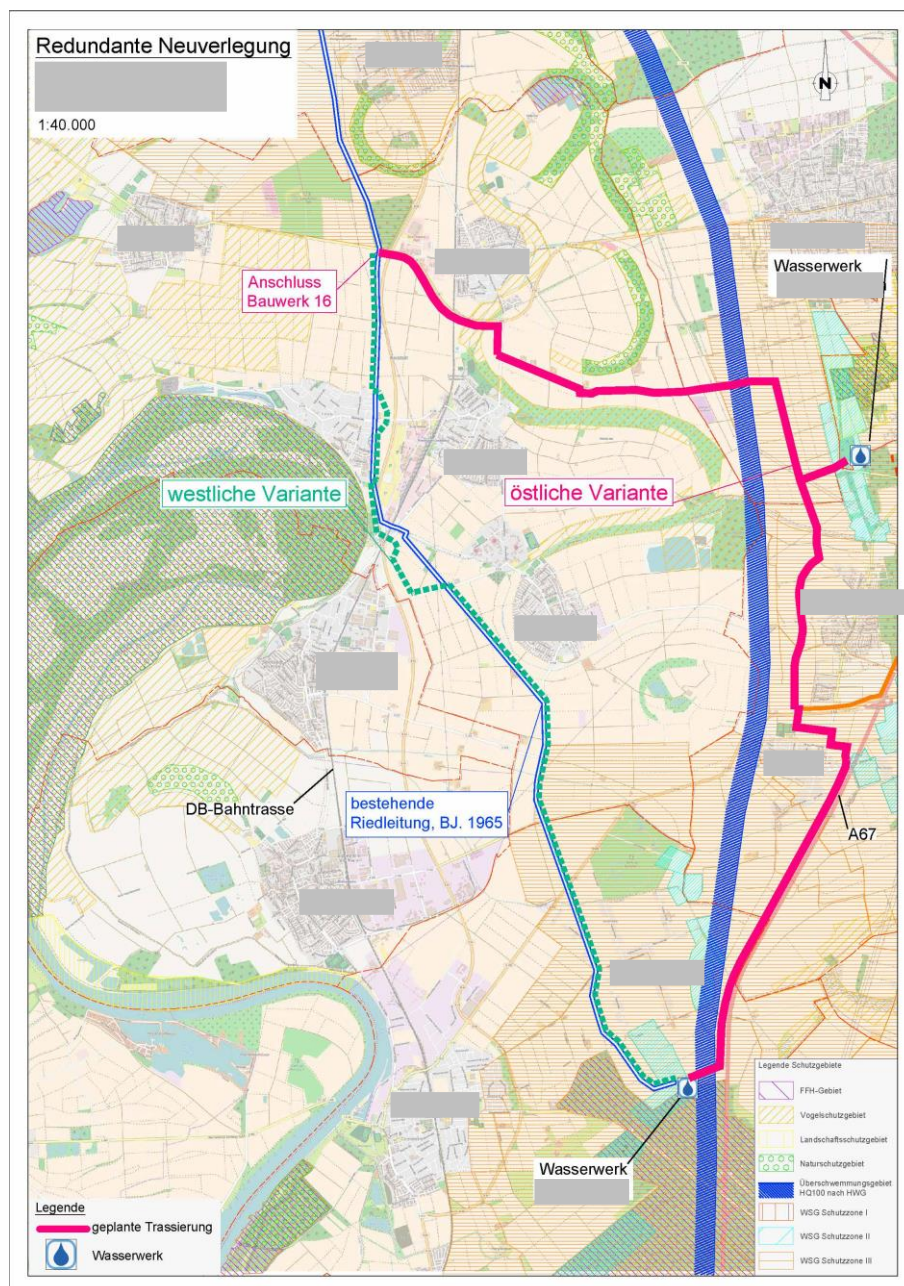 Redundante Neuverlegung
1:40.000
N
Wasserwerk
Anschluss
Bauwerk 16
westliche Variante
östliche Variante
DB-Bahntrasse
bestehende
Riedleitung, BJ. 1965
A67
Wasserwerk
Legende
geplante Trassierung
Wasserwerk
Legende Schutzgebiete
FFH-Gebiet
Vogelschutzgebiet
Landschaftsschutzgebiet
Naturschutzgebiet
Überschwemmungsgebiet
HQ100 nach HWG
WSG Schutzzone I
WSG Schutzzone II
WSG Schutzzone III